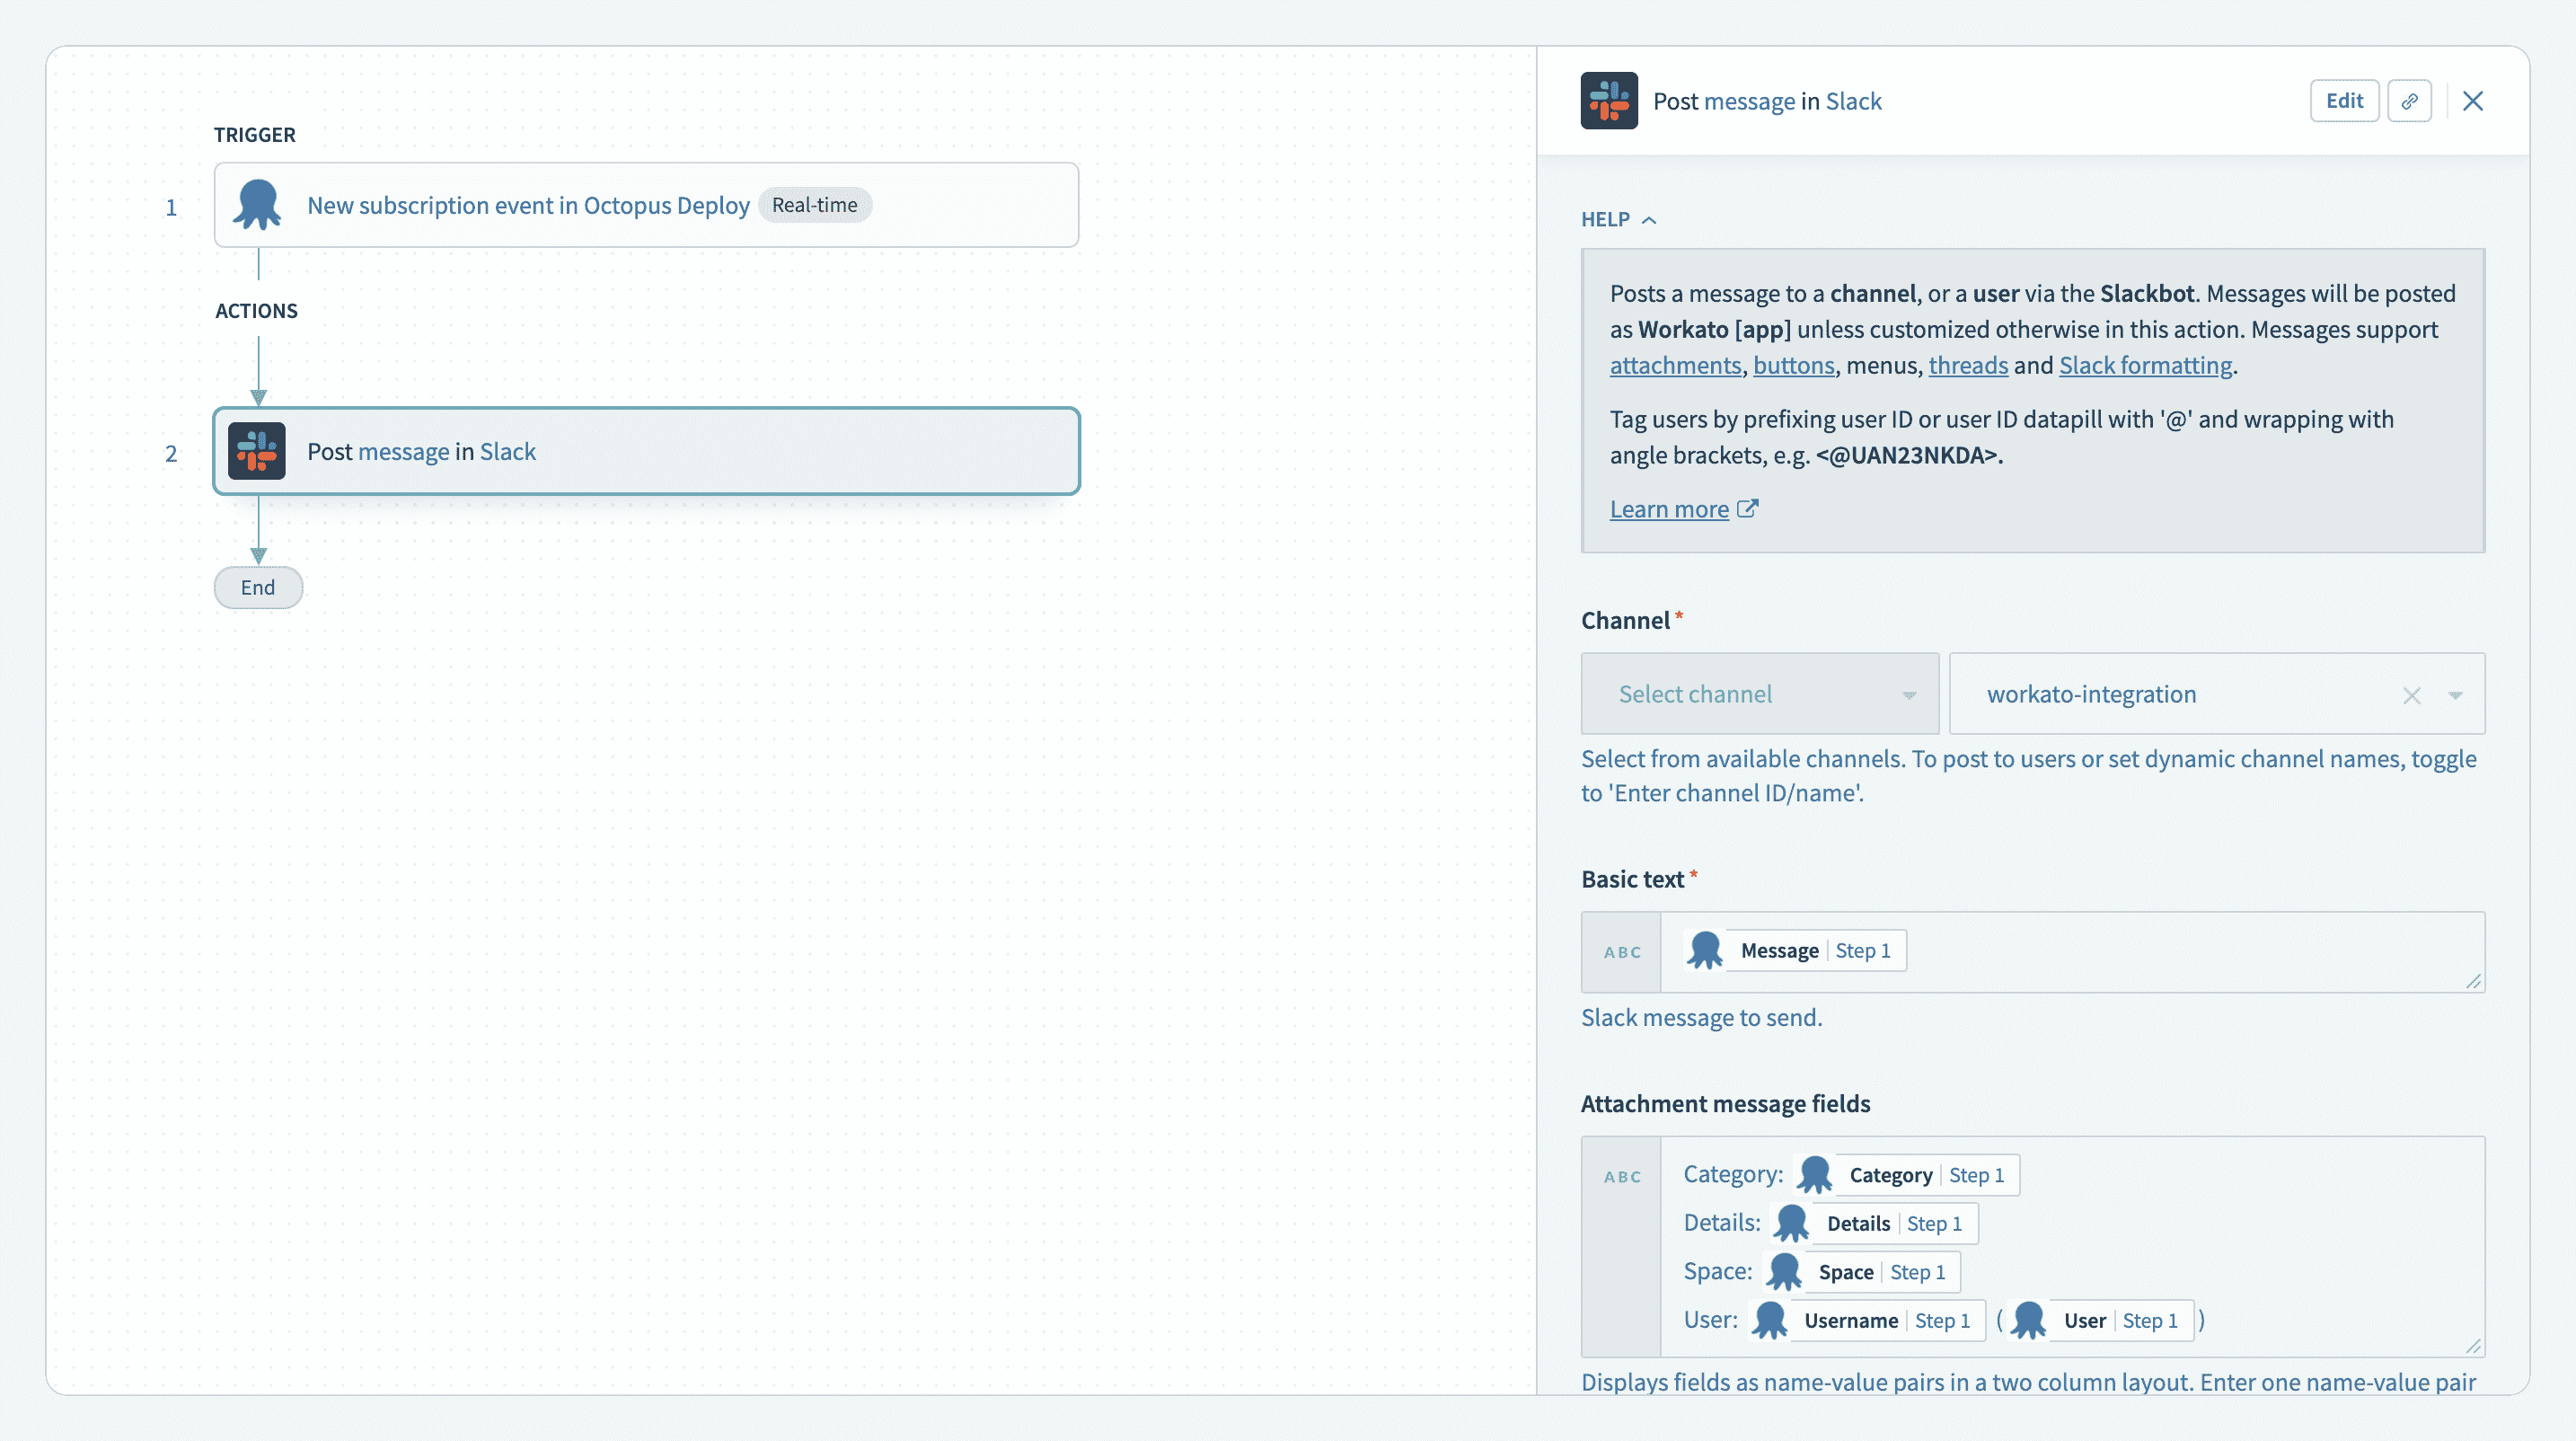 TRIGGER
1
New subscription event in Octopus Deploy Real-time
ACTIONS
2
Post message in Slack
End
Post message in Slack
Edit
HELP
Posts a message to a channel, or a user via the Slackbot. Messages will be posted
as Workato [app] unless customized otherwise in this action. Messages support
attachments, buttons, menus, threads and Slack formatting.
Tag users by prefixing user ID or user ID datapill with '@' and wrapping with
angle brackets, e.g. <@UAN23NKDA>.
Learn more
Channel*
Select channel
workato-integration
Select from available channels. To post to users or set dynamic channel names, toggle
to 'Enter channel ID/name'.
Basic text*
ABC
Message Step 1
Slack message to send.
Attachment message fields
ABC
Category: Category Step 1
Details: Details Step 1
Space: Space Step 1
User: Username Step 1 ( User Step 1 )
Displays fields as name-value pairs in a two column layout. Enter one name-value pair